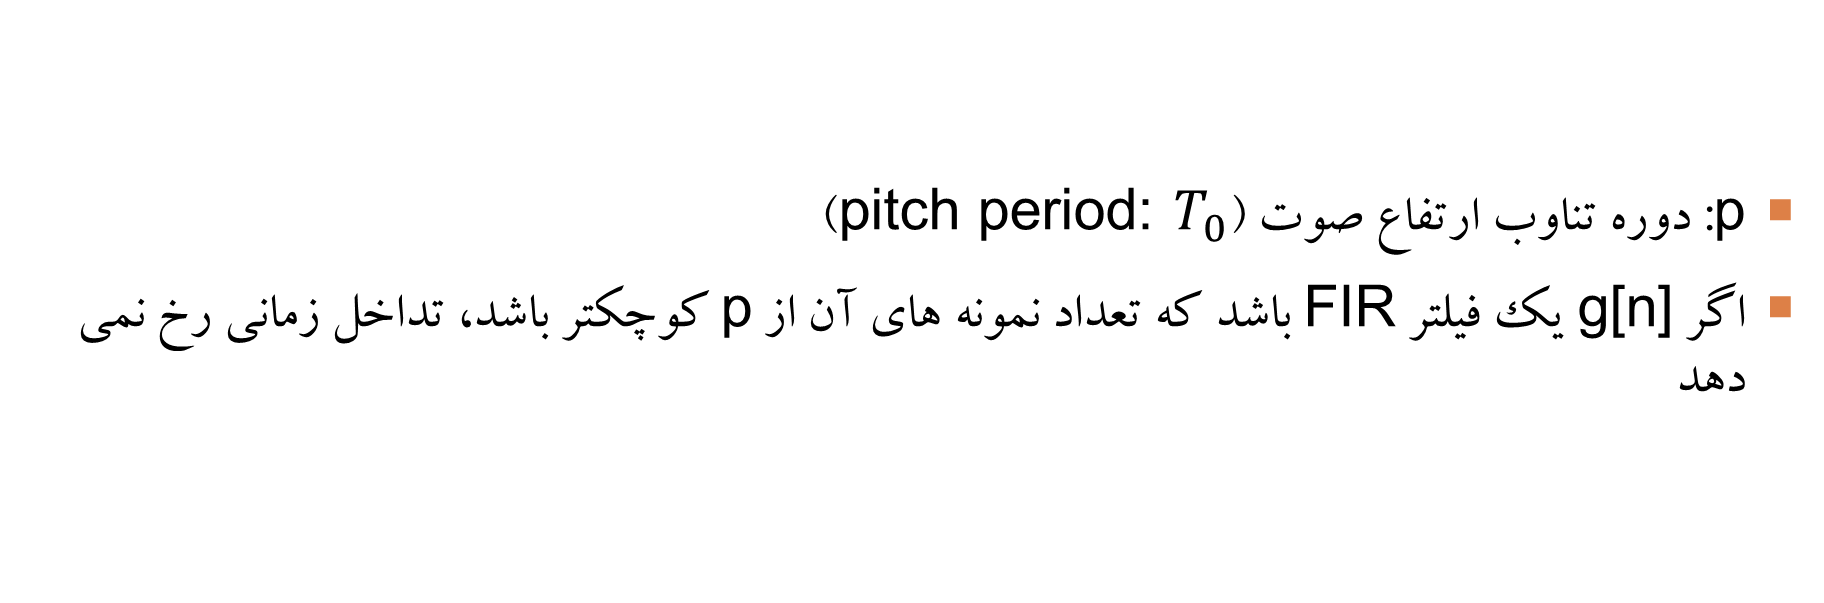 p: دوره تناوب ارتفاع صوت (pitch period: T₀)
اگر g[n] یک فیلتر FIR باشد که تعداد نمونه های آن از p کوچکتر باشد، تداخل زمانی رخ نمی
دهد